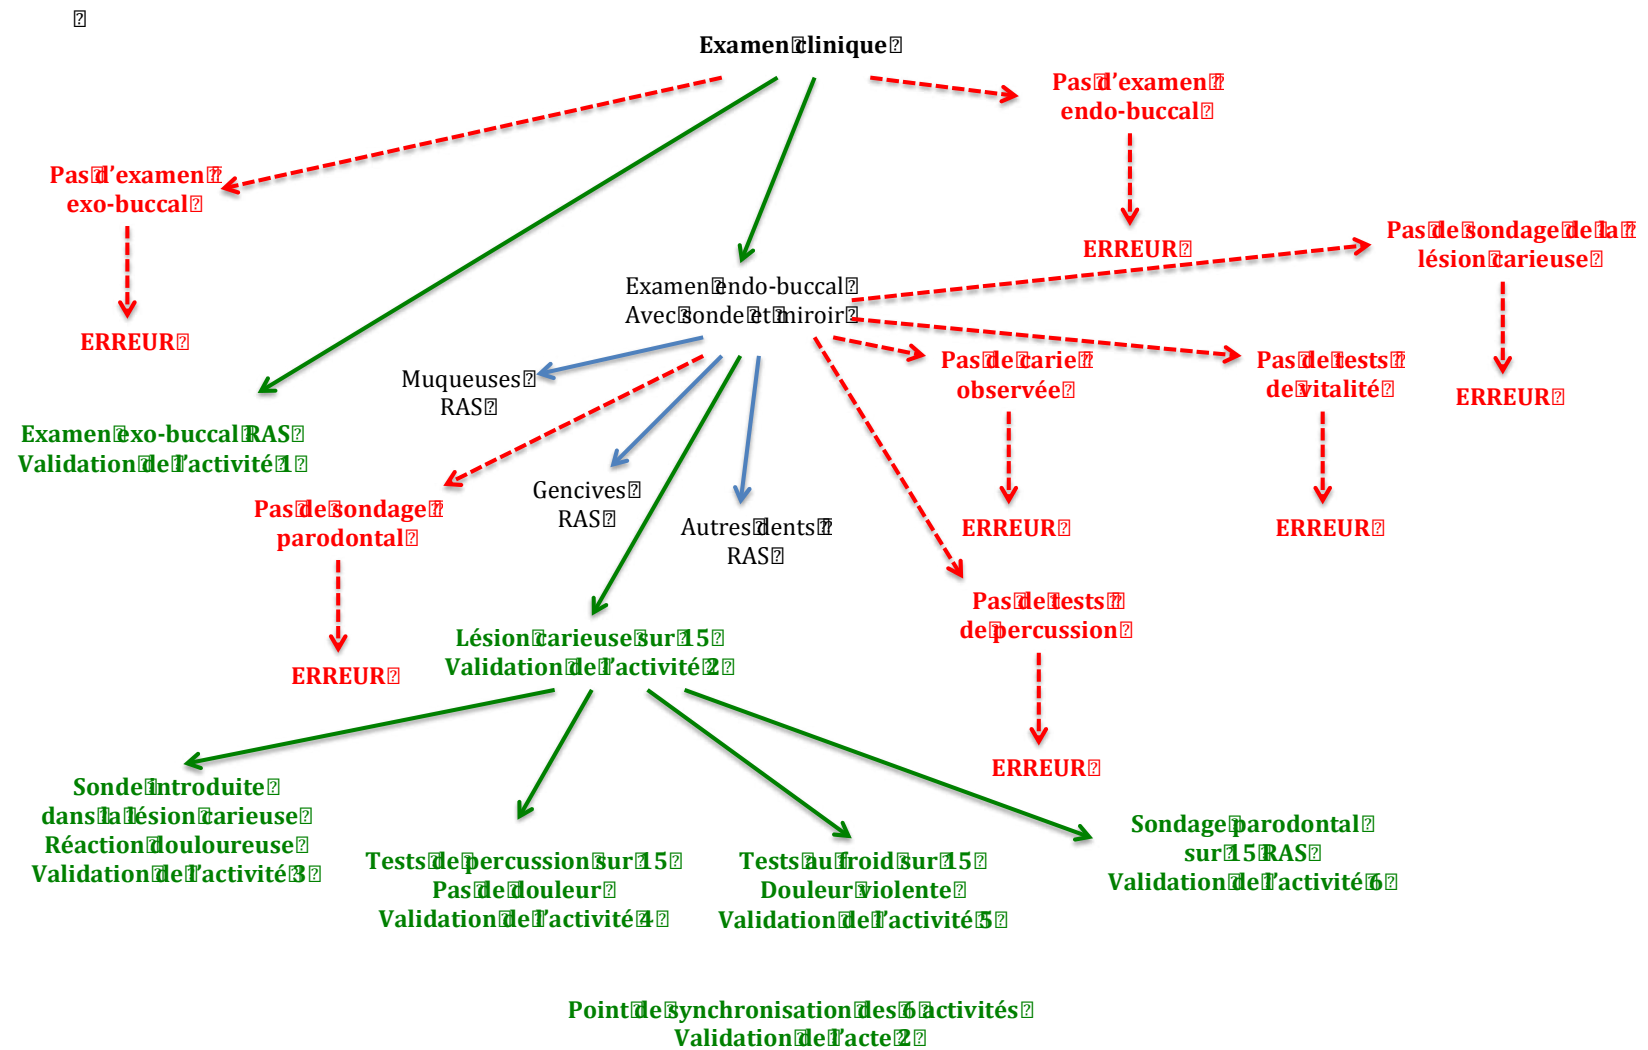 Examen clinique
Pas d'examen
endo-buccal
Pas d'examen
exo-buccal
ERREUR
Pas de sondage de la
lésion carieuse
ERREUR
Examen endo-buccal
Avec sonde et miroir
ERREUR
Muqueuses
RAS
Pas de carie
observée
Pas de tests
de vitalité
ERREUR
Examen exo-buccal RAS
Validation de l'activité 1
Gencives
RAS
Pas de sondage
parodontal
Autres dents
RAS
ERREUR
ERREUR
Pas de tests
de percussion
Lésion carieuse sur 15
Validation de l'activité 2
ERREUR
ERREUR
Sonde introduite
dans la lésion carieuse
Réaction douloureuse
Validation de l'activité 3
Tests de percussion sur 15
Pas de douleur
Validation de l'activité 4
Tests au froid sur 15
Douleur violente
Validation de l'activité 5
Sondage parodontal
sur 15 RAS
Validation de l'activité 6
Point de synchronisation des 6 activités
Validation de l'acte 2